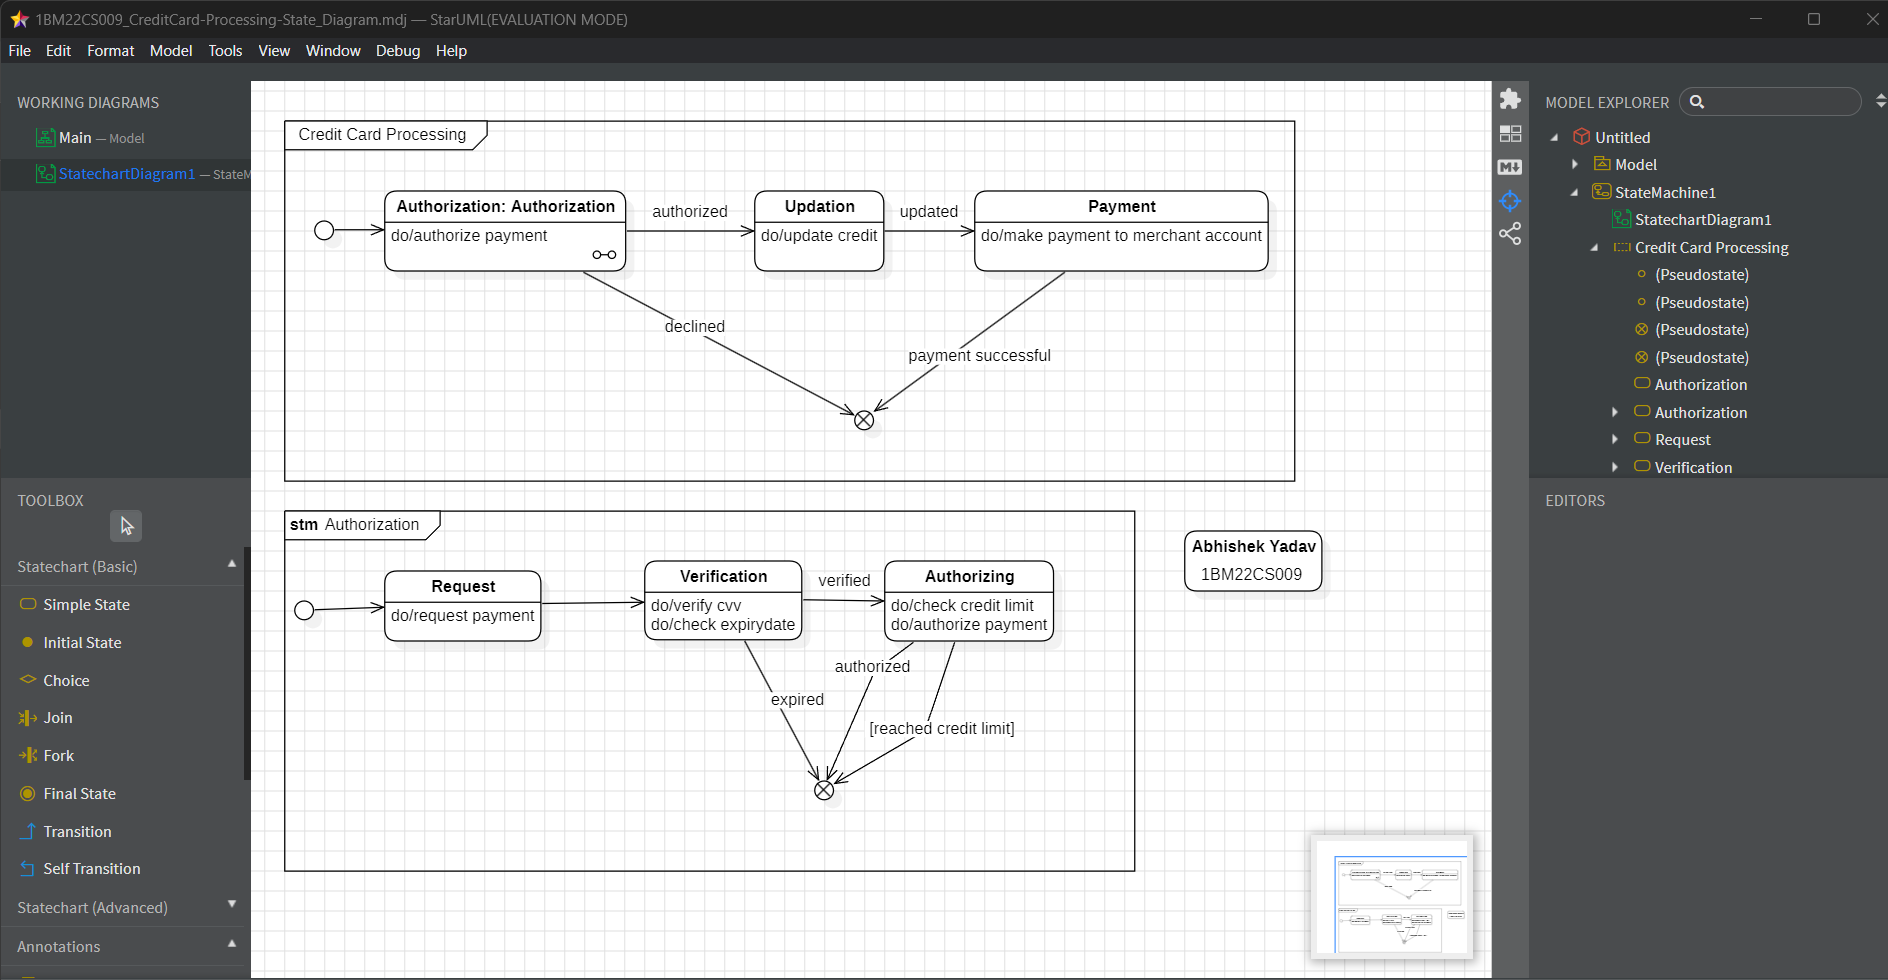 1BM22CS009_CreditCard-Processing-State_Diagram.mdj — StarUML(EVALUATION MODE)
File Edit Format Model Tools View Window Debug Help
WORKING DIAGRAMS
Main — Model
StatechartDiagram1 — StateM
TOOLBOX
Statechart (Basic)
Simple State
Initial State
Choice
Join
Fork
Final State
Transition
Self Transition
Statechart (Advanced)
Annotations
Credit Card Processing
Authorization: Authorization
do/authorize payment
authorized
Updation
do/update credit
updated
Payment
do/make payment to merchant account
declined
payment successful
stm Authorization
Request
do/request payment
Verification
do/verify cvv
do/check expirydate
verified
Authorizing
do/check credit limit
do/authorize payment
authorized
expired
[reached credit limit]
Abhishek Yadav
1BM22CS009
M
MODEL EXPLORER
Untitled
Model
StateMachine1
StatechartDiagram1
Credit Card Processing
(Pseudostate)
(Pseudostate)
(Pseudostate)
(Pseudostate)
Authorization
Authorization
Request
Verification
EDITORS